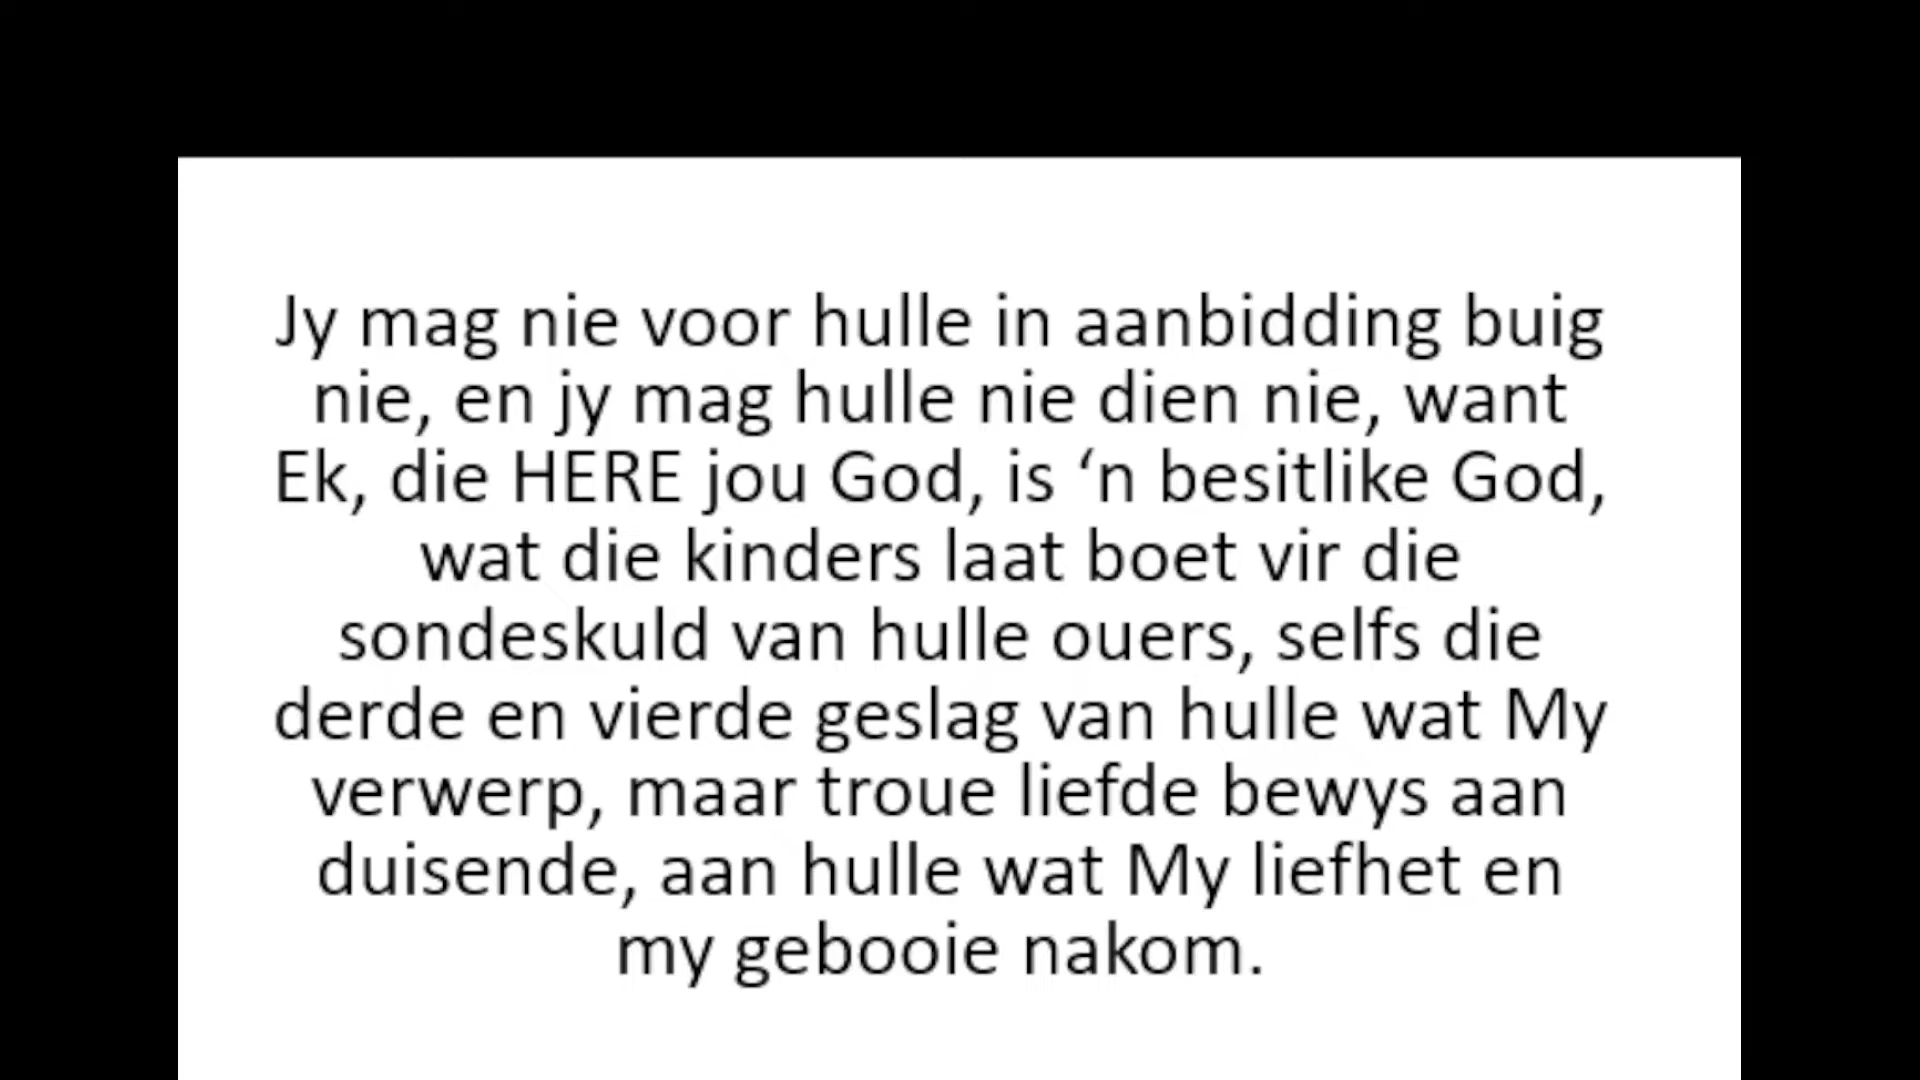 Jy mag nie voor hulle in aanbidding buig
nie, en jy mag hulle nie dien nie, want
Ek, die HERE jou God, is ‘n besitlike God,
wat die kinders laat boet vir die
sondeskuld van hulle ouers, selfs die
derde en vierde geslag van hulle wat My
verwerp, maar troue liefde bewys aan
duisende, aan hulle wat My liefhet en
my gebooie nakom.